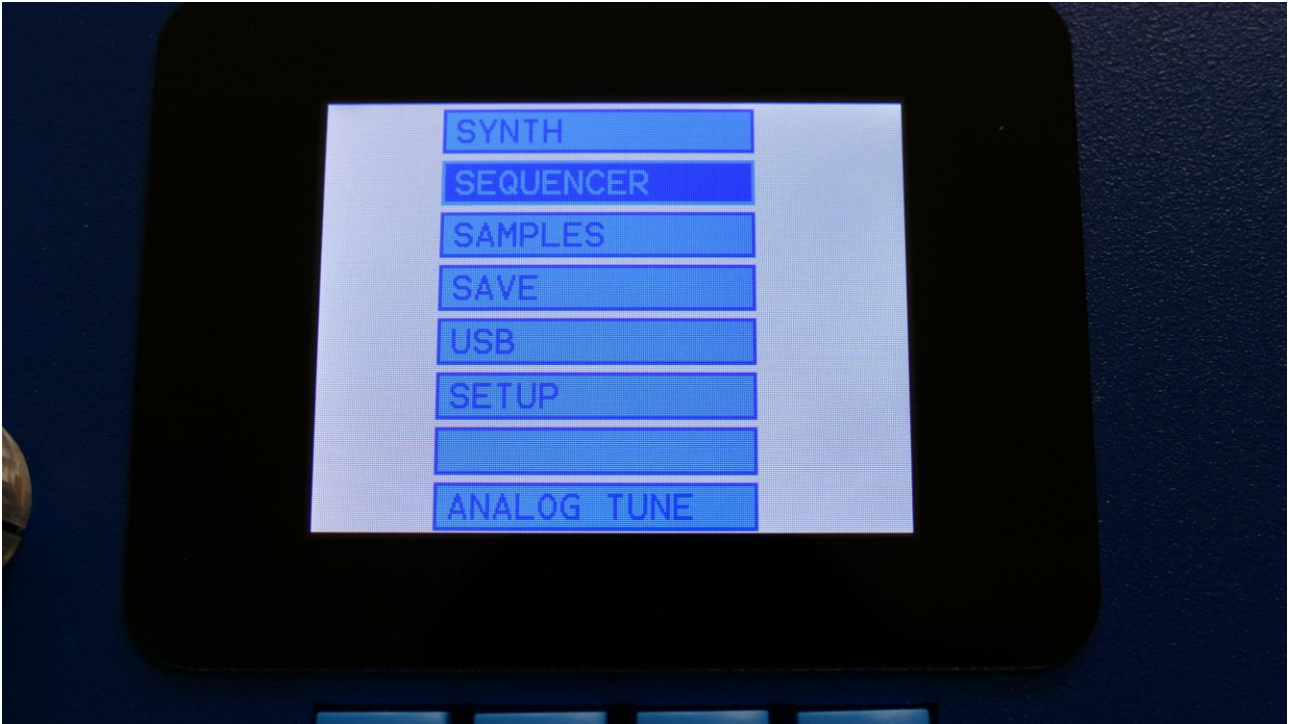 SYNTH
SEQUENCER
SAMPLES
SAVE
USB
SETUP
ANALOG TUNE